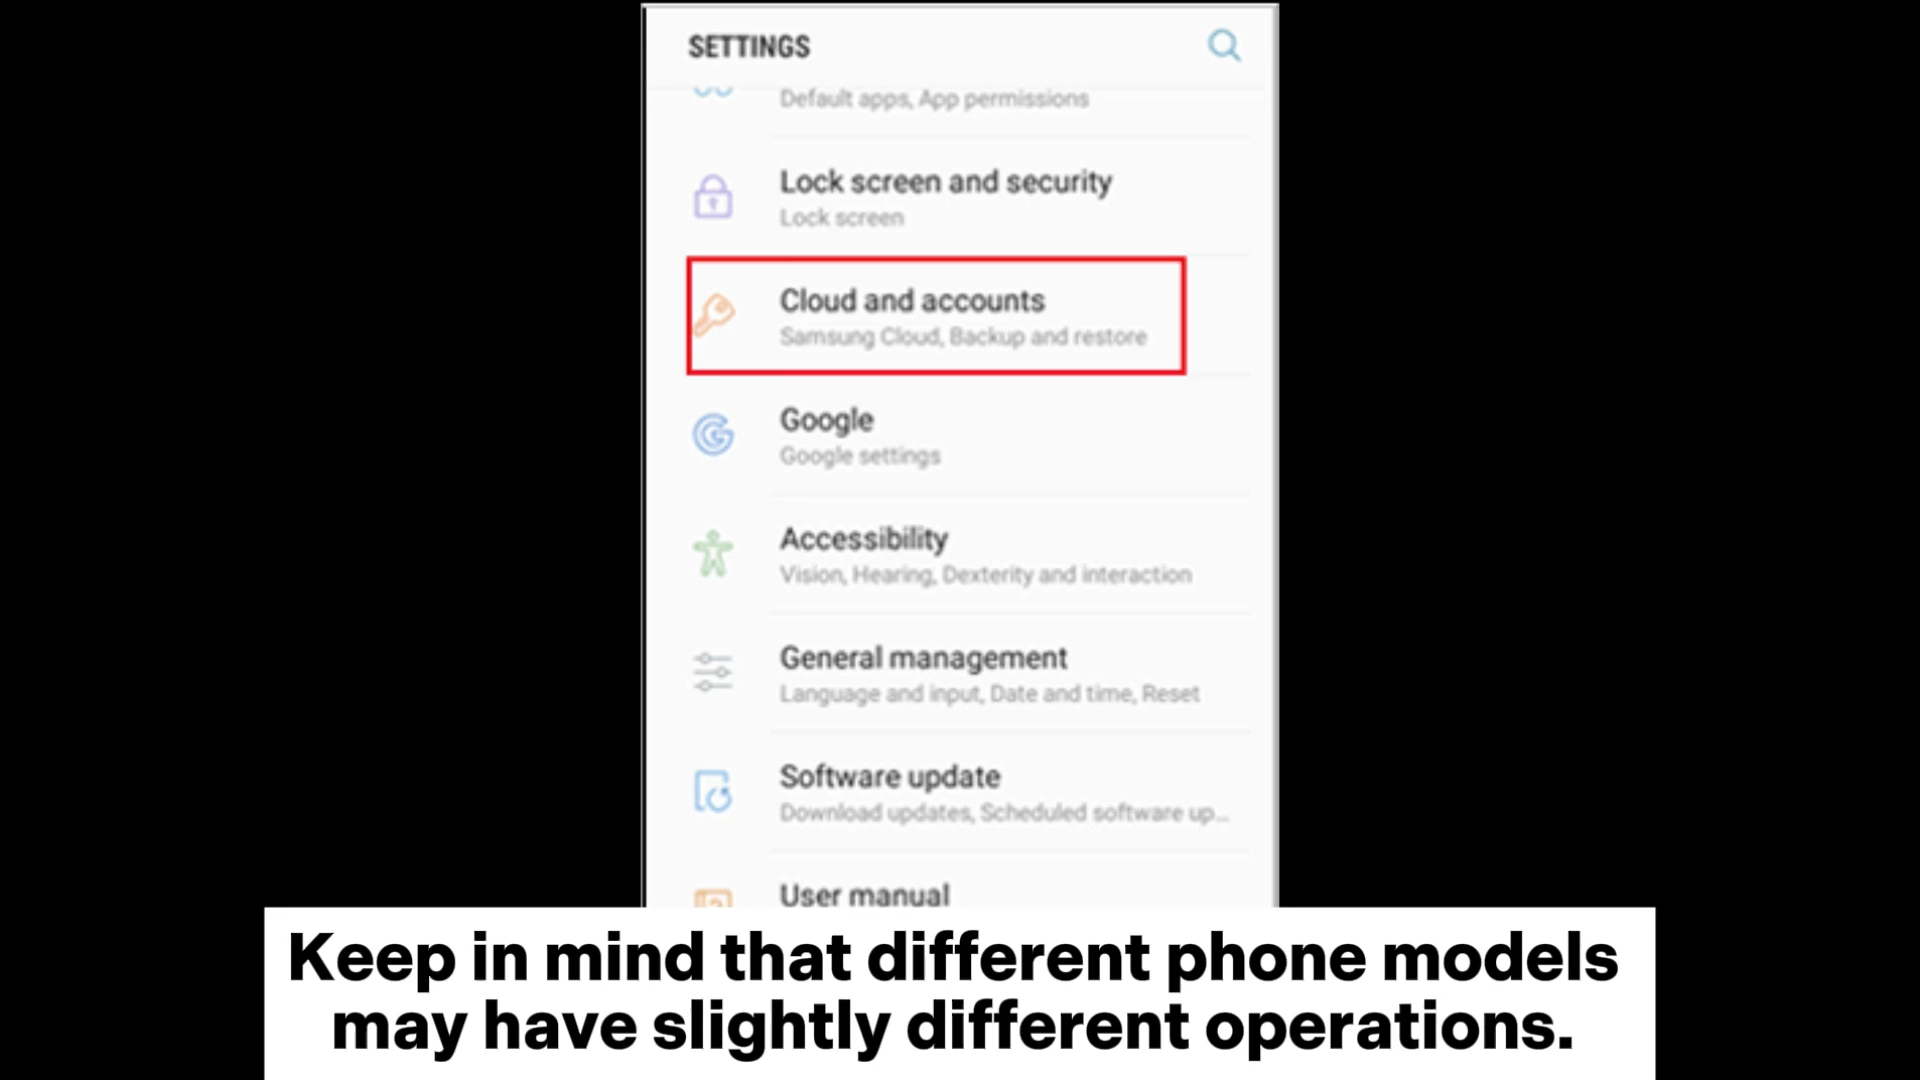 SETTINGS
Default apps, App permissions
Lock screen and security
Lock screen
Cloud and accounts
Samsung Cloud, Backup and restore
Google
Google settings
Accessibility
Vision, Hearing, Dexterity and interaction
General management
Language and input, Date and time, Reset
Software update
Download updates, Scheduled software up...
User manual
Keep in mind that different phone models
may have slightly different operations.